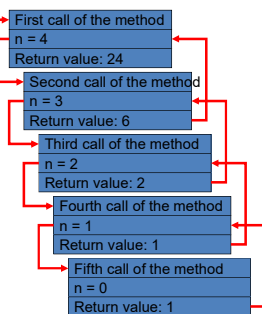 First call of the method
n = 4
Return value: 24
Second call of the method
n = 3
Return value: 6
Third call of the method
n = 2
Return value: 2
Fourth call of the method
n = 1
Return value: 1
Fifth call of the method
n = 0
Return value: 1